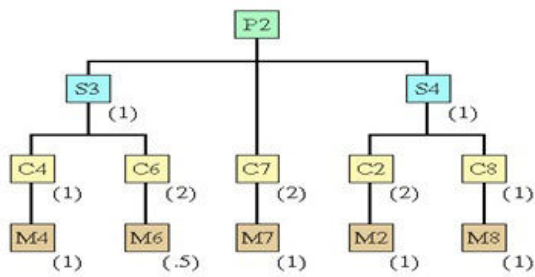 P2
S3 S4
(1) (1)
C4 C6 C7 C2 C8
(1) (2) (2) (2) (1)
M4 M6 M7 M2 M8
(1) (.5) (1) (1) (1)